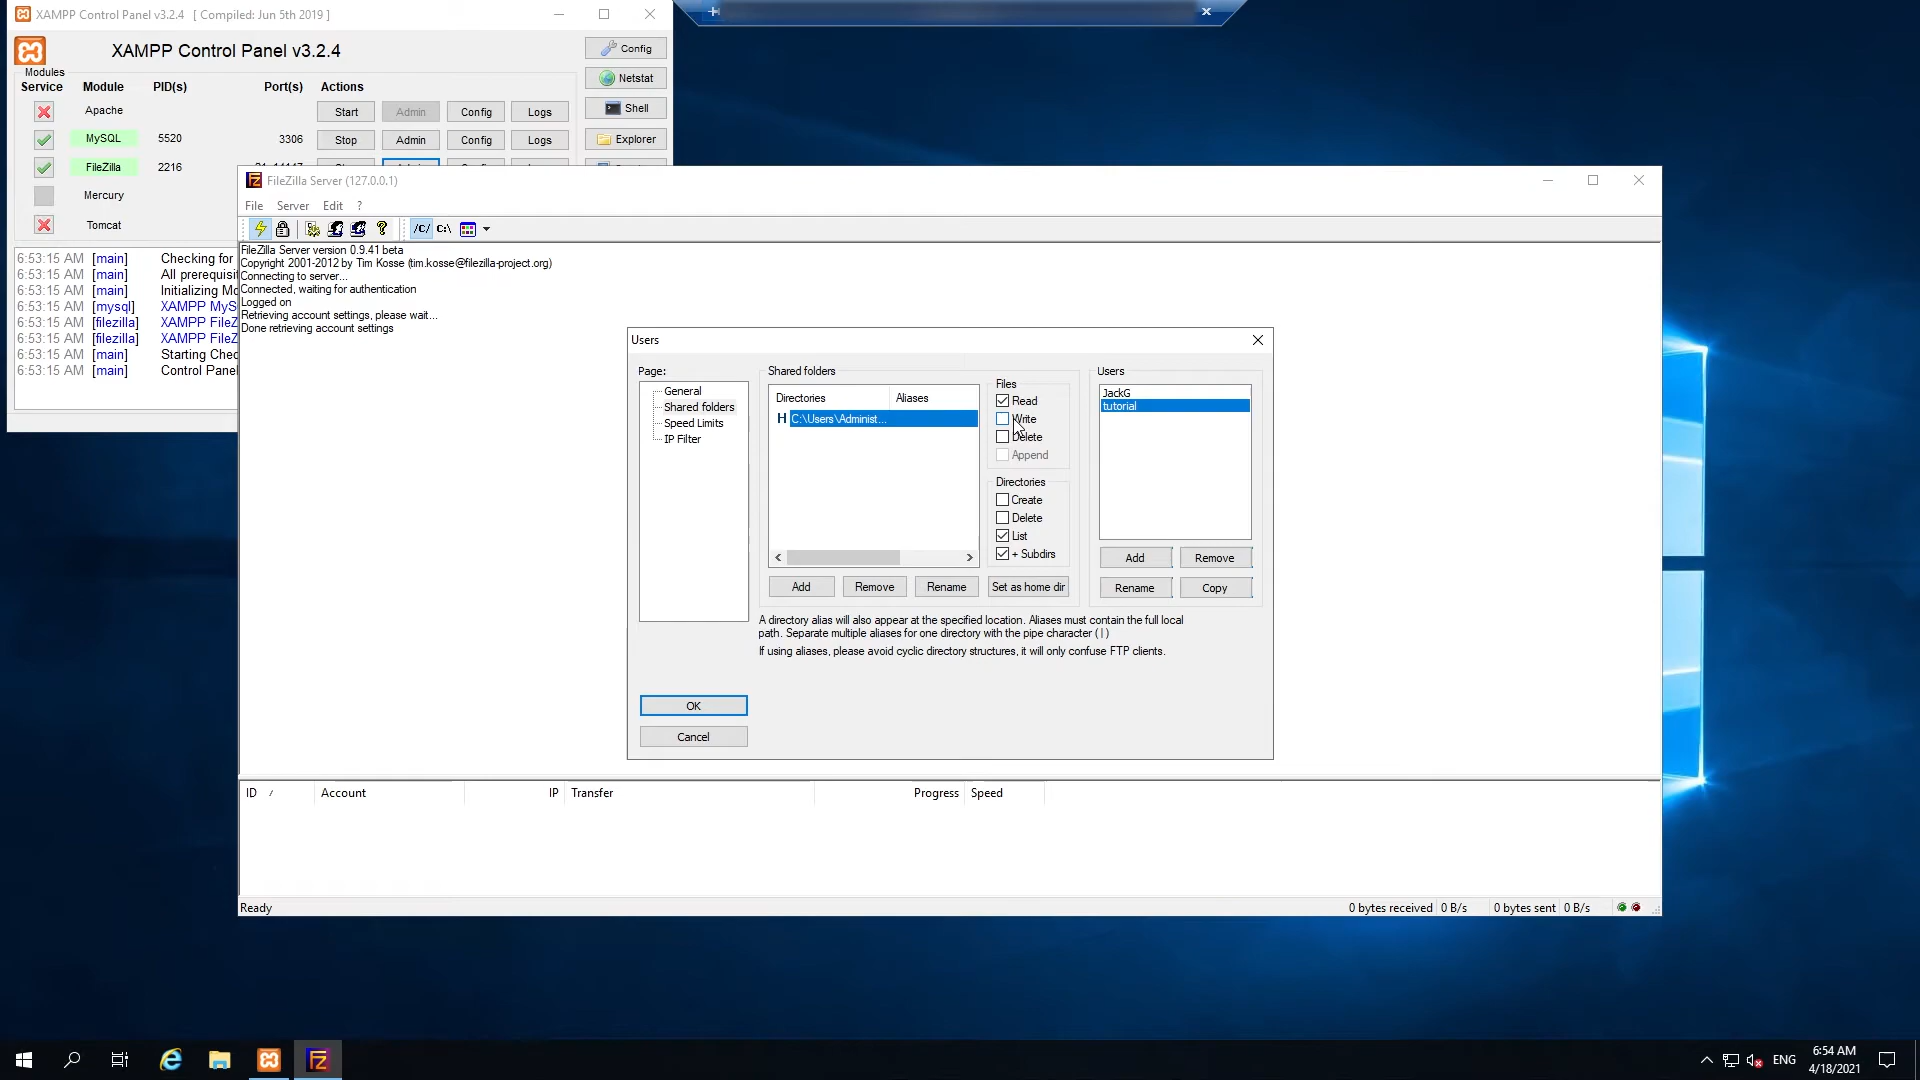 XAMPP Control Panel v3.2.4 [ Compiled: Jun 5th 2019 ]
XAMPP Control Panel v3.2.4
Config
Modules
Service Module PID(s) Port(s) Actions
Netstat
Apache Start Admin Config Logs
Shell
MySQL 5520 3306 Stop Admin Config Logs
Explorer
FileZilla 2216
Mercury
Tomcat
6:53:15 AM [main] Checking for
6:53:15 AM [main] All prerequisit
6:53:15 AM [main] Initializing Mo
6:53:15 AM [mysql] XAMPP MyS
6:53:15 AM [filezilla] XAMPP FileZ
6:53:15 AM [filezilla] XAMPP FileZ
6:53:15 AM [main] Starting Chec
6:53:15 AM [main] Control Panel
FileZilla Server (127.0.0.1)
File Server Edit ?
/C/ C:\
FileZilla Server version 0.9.41 beta
Copyright 2001-2012 by Tim Kosse (tim.kosse@filezilla-project.org)
Connecting to server...
Connected, waiting for authentication
Logged on
Retrieving account settings, please wait...
Done retrieving account settings
Users
Page:
General
Shared folders
Speed Limits
IP Filter
OK
Cancel
Shared folders
Directories Aliases
H C:\Users\Administ...
Files
Read
Write
Delete
Append
Directories
Create
Delete
List
+ Subdirs
Add Remove Rename Set as home dir
A directory alias will also appear at the specified location. Aliases must contain the full local
path. Separate multiple aliases for one directory with the pipe character ( | )
If using aliases, please avoid cyclic directory structures, it will only confuse FTP clients.
Users
JackG
tutorial
Add Remove
Rename Copy
ID / Account IP Transfer Progress Speed
Ready 0 bytes received 0 B/s 0 bytes sent 0 B/s
ENG 6:54 AM
4/18/2021